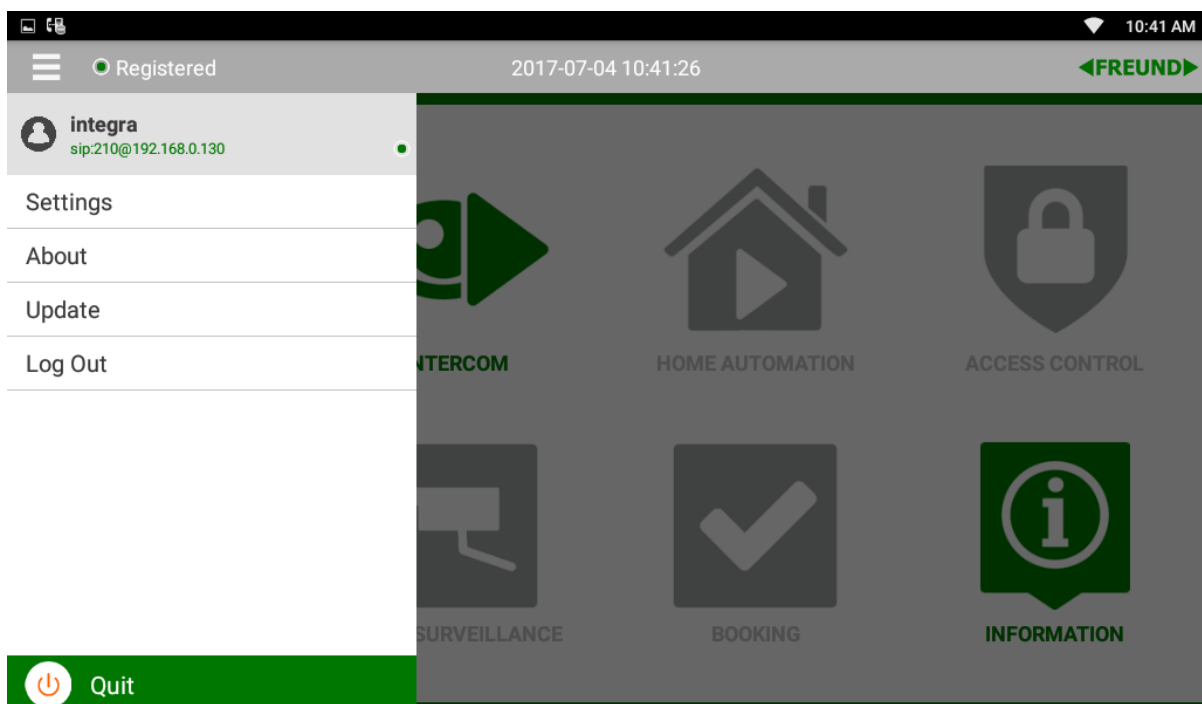 10:41 AM
Registered
2017-07-04 10:41:26
FREUND
integra
sip:210@192.168.0.130
Settings
About
Update
Log Out
Quit
NTERCOM
HOME AUTOMATION
ACCESS CONTROL
SURVEILLANCE
BOOKING
INFORMATION